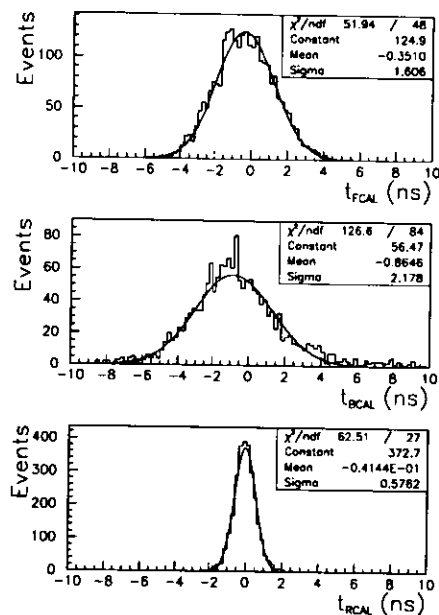 Events
100
50
0
χ²/ndf 51.94 / 48
Constant 124.9
Mean -0.3510
Sigma 1.606
-10 -8 -6 -4 -2 0 2 4 6 8 10
t_FCAL (ns)
Events
80
60
40
20
0
χ²/ndf 126.6 / 84
Constant 56.47
Mean -0.8646
Sigma 2.178
-10 -8 -6 -4 -2 0 2 4 6 8 10
t_BCAL (ns)
Events
400
300
200
100
0
χ²/ndf 62.51 / 27
Constant 372.7
Mean -0.4144E-01
Sigma 0.5762
-10 -8 -6 -4 -2 0 2 4 6 8 10
t_RCAL (ns)